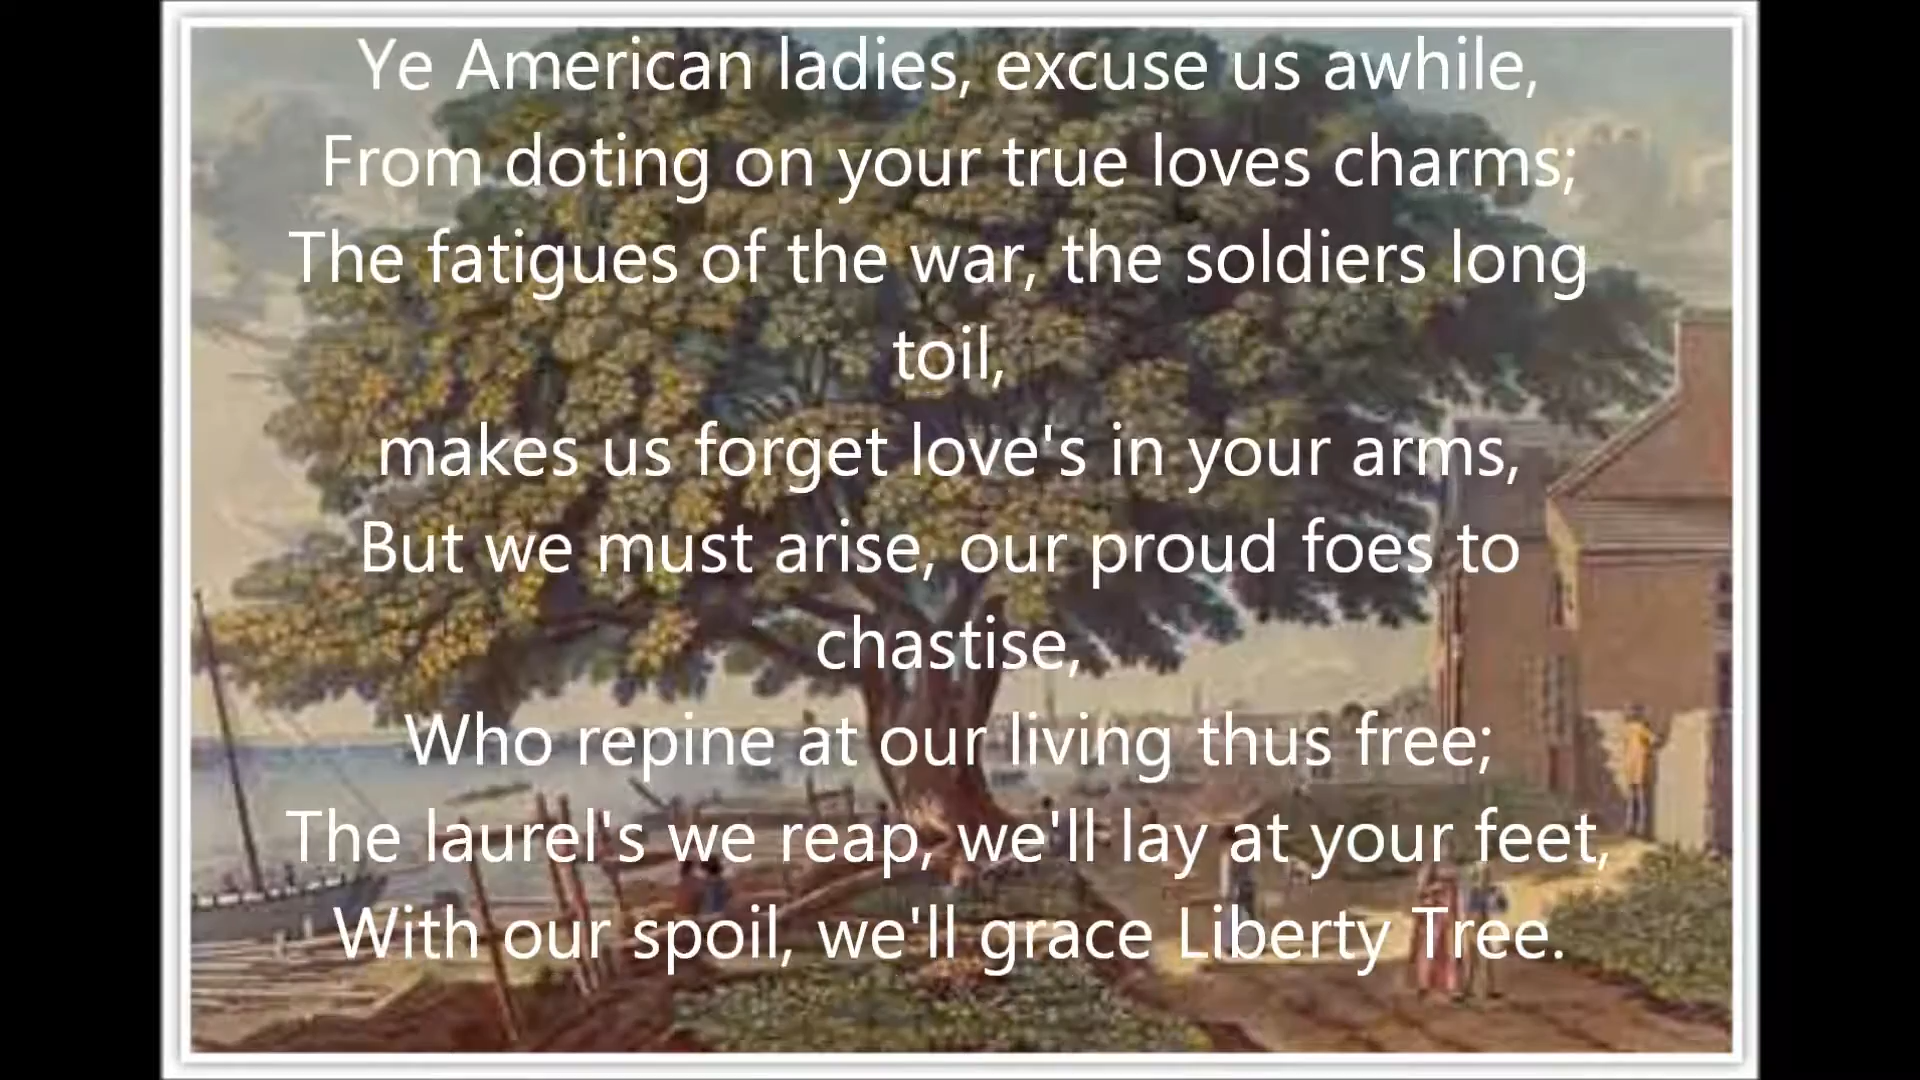 Ye American ladies, excuse us awhile,
From doting on your true loves charms;
The fatigues of the war, the soldiers long
toil,
makes us forget love's in your arms,
But we must arise, our proud foes to
chastise,
Who repine at our living thus free;
The laurel's we reap, we'll lay at your feet,
With our spoil, we'll grace Liberty Tree.